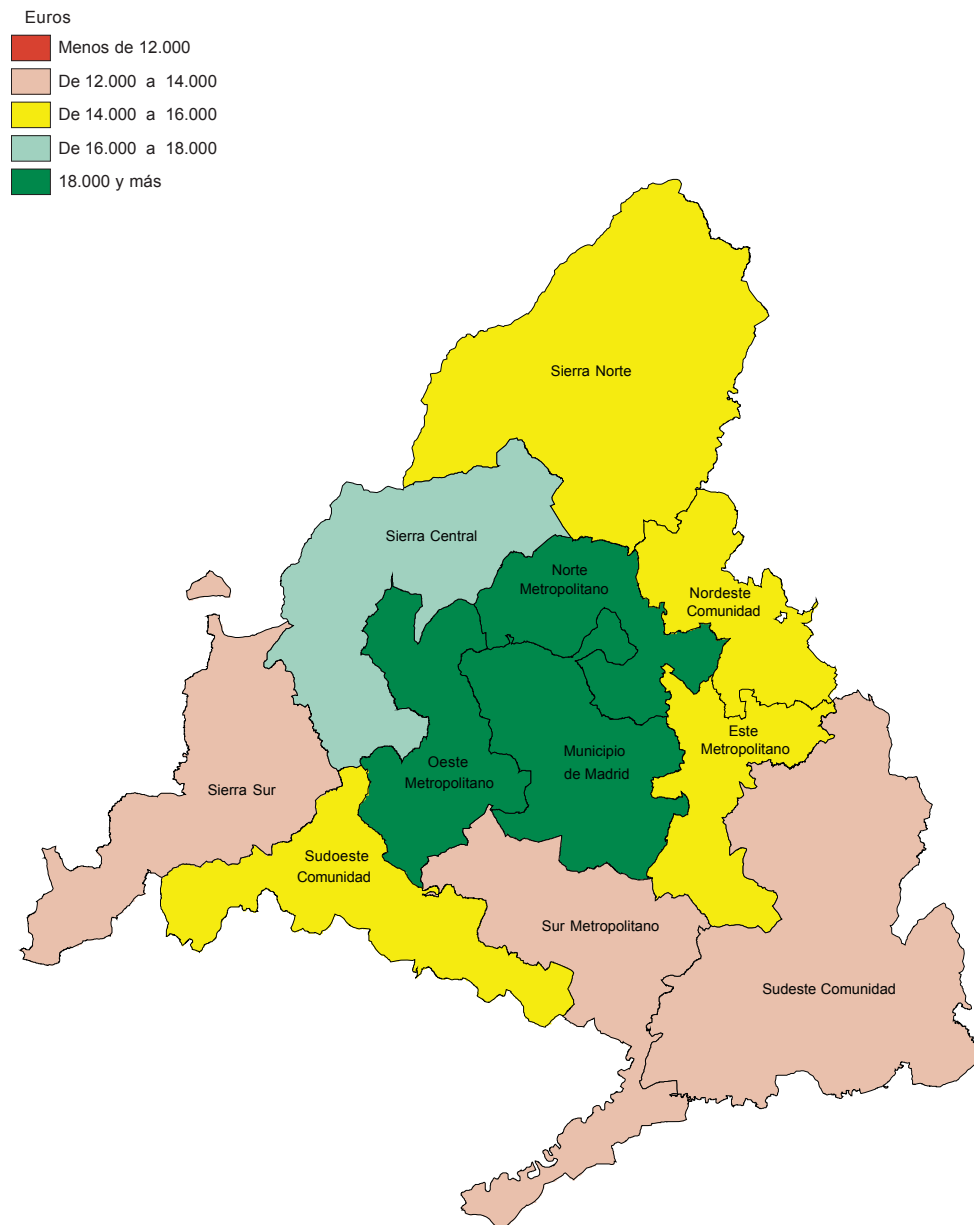 Euros
Menos de 12.000
De 12.000 a 14.000
De 14.000 a 16.000
De 16.000 a 18.000
18.000 y más
Sierra Norte
Sierra Central
Norte
Metropolitano
Nordeste
Comunidad
Este
Metropolitano
Municipio
de Madrid
Oeste
Metropolitano
Sierra Sur
Sudoeste
Comunidad
Sur Metropolitano
Sudeste Comunidad